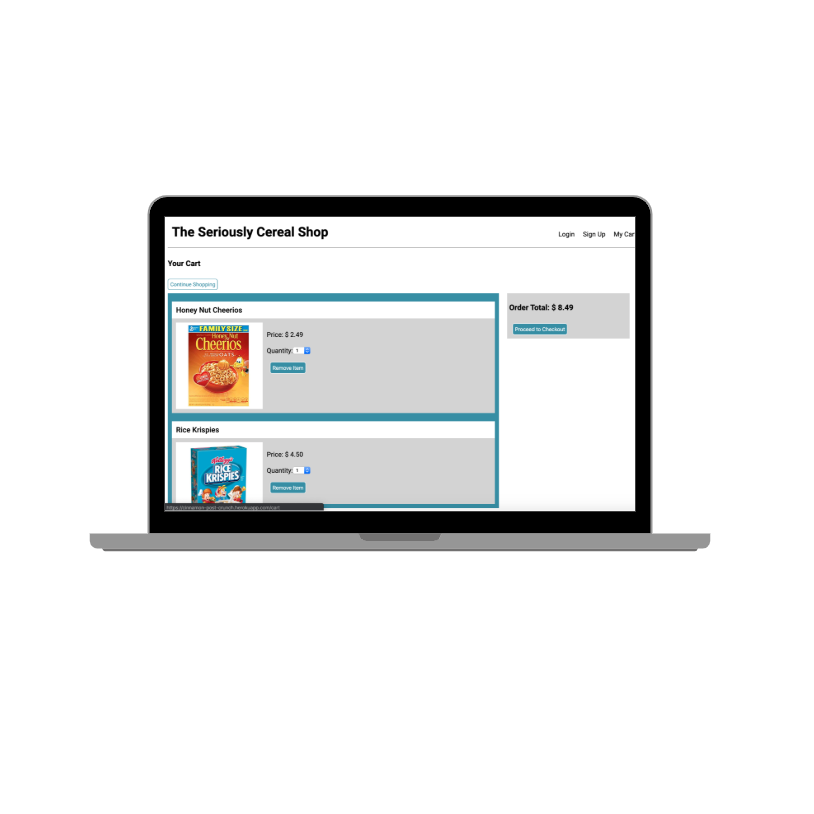 The Seriously Cereal Shop
Login Sign Up My Car
Your Cart
Continue Shopping
Order Total: $ 8.49
Proceed to Checkout
Honey Nut Cheerios
FAMILY SIZE
Honey Nut
Cheerios
Price: $ 2.49
Quantity: 1
Remove Item
Rice Krispies
Kellogg's
RICE
KRISPIES
Price: $ 4.50
Quantity: 1
Remove Item